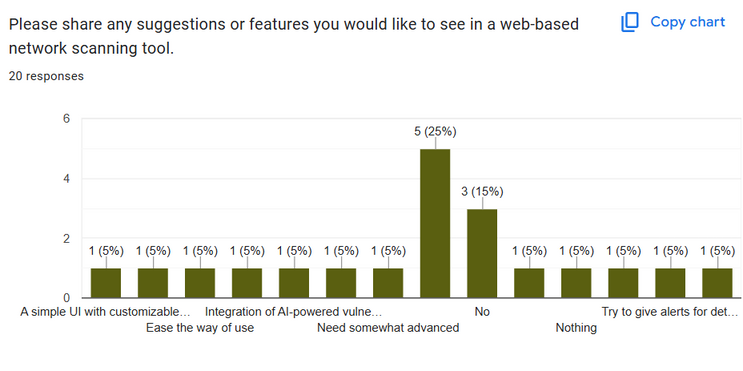 Please share any suggestions or features you would like to see in a web-based
network scanning tool.
Copy chart
20 responses
6
4
2
0
1 (5%)
1 (5%)
1 (5%)
1 (5%)
1 (5%)
1 (5%)
1 (5%)
5 (25%)
3 (15%)
1 (5%)
1 (5%)
1 (5%)
1 (5%)
1 (5%)
A simple UI with customizable…
Ease the way of use
Integration of AI-powered vulne…
Need somewhat advanced
No
Nothing
Try to give alerts for det…